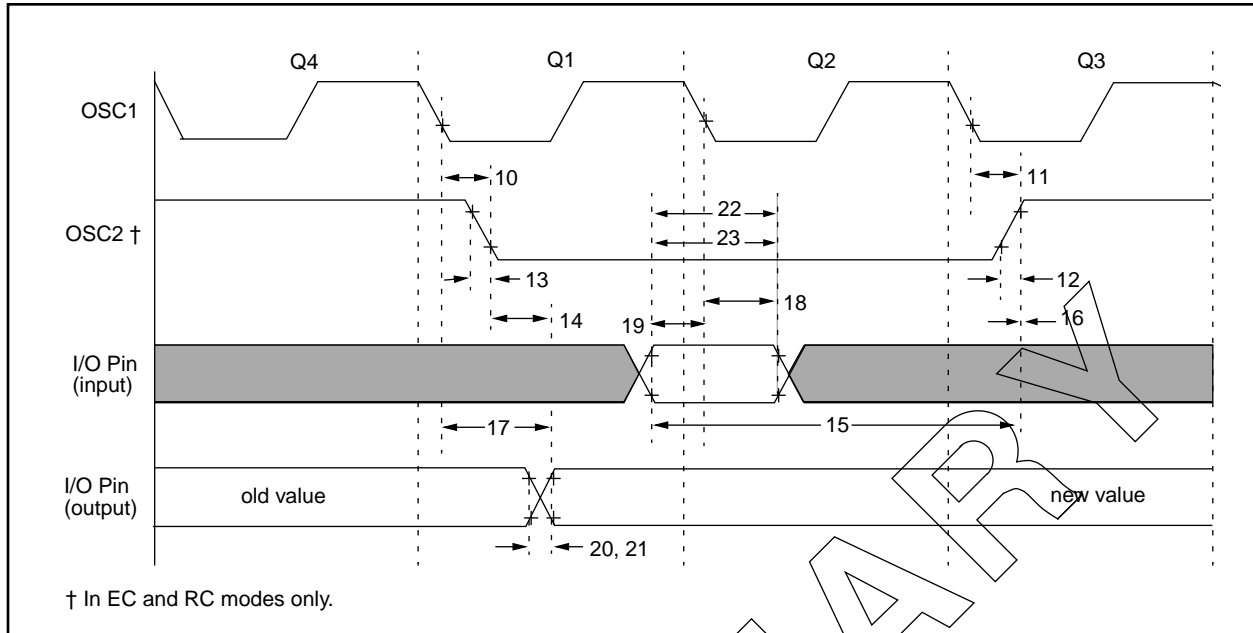 Q4 Q1 Q2 Q3
OSC1
10 11
22
OSC2 †
23
13 12
18
14 19 16
I/O Pin
(input)
17 15
I/O Pin
(output)
old value new value
20, 21
† In EC and RC modes only.
A R Y